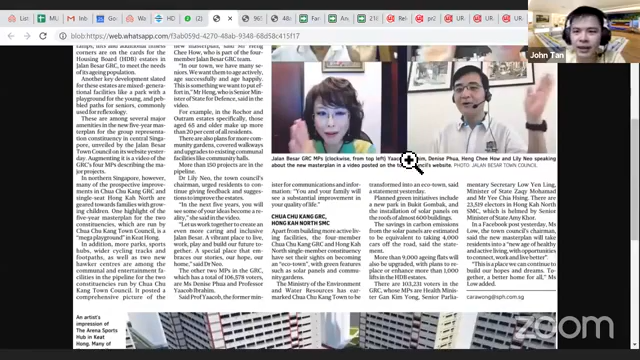 blob:https://web.whatsapp.com/f3ab059d-4270-48ab-9348-68d58c415f17
John Tan
corners are on the cards for the
Housing Board (HDB) estates in
Jalan Besar GRC, to meet the needs
of its ageing population.
Another key development slated
for these estates are mixed-genera-
tional facilities like a park with a
playground for the young, and peb-
bled paths for seniors, commonly
used for reflexology.
These are among several major
amenities in the new five-year mas-
terplan for the group represen-
tation constituency in central Singa-
pore, unveiled by the Jalan Besar
Town Council on its website yester-
day. Augmenting it is a video of the
GRC's four MPs describing the ma-
jor projects.
In northern Singapore, however,
many of the prospective improve-
ments in Chua Chu Kang GRC and
single-seat Hong Kah North are
geared towards families with grow-
ing children. One highlight of the
five-year masterplan for the two
constituencies, which are run by
Chua Chu Kang Town Council, is a
"mega playground" in Hong Kah.
In addition, more parks, sports
hubs, wider cycling tracks and
footpaths, as well as two new
hawker centres are among the
communal and entertainment fa-
cilities in the pipeline for the two
constituencies run by Chua Chu
Kang Town Council. It posted a
comprehensive picture of the
Chee How, who is part of the four-
member Jalan Besar GRC team.
"In our town, we have many se-
niors. We want them to age actively,
age successfully and age happily.
This is something we want to put ef-
fort in," Mr Heng, who is Senior Min-
ister of State for Defence, said in the
video.
For example, in the Rochor and
Outram estates specifically, those
aged 65 and older make up more
than 20 per cent of all residents.
There are also plans for more com-
munity gardens, covered walkways
and upgrades to existing communal
facilities like community halls.
More than 150 projects are in the
pipeline.
Dr Lily Neo, the town council's
chairman, urged residents to con-
tinue giving feedback and sugges-
tions to improve the estates.
"In the next five years, you will
see some of your ideas become a re-
ality," she said in the video.
"Let us work together to create an
even more caring and inclusive
Jalan Besar. A vibrant place to live,
work, play and build our future to-
gether. A special place that em-
braces our stories, our hope, our
home," said Dr Neo.
The other two MPs in the GRC,
which has a total of 106,278 voters,
are Ms Denise Phua and Professor
Yaacob Ibrahim.
Said Prof Yaacob, the former min-
Jalan Besar GRC MPs (clockwise, from top left) Yaacob Ibrahim, Denise Phua, Heng Chee How and Lily Neo speaking
about the new masterplan in a video posted on the town council's website. PHOTO: JALAN BESAR TOWN COUNCIL
ister for communications and infor-
mation: "You and your family will
see a substantial improvement in
your quality of life."
CHUA CHU KANG GRC,
HONG KAH NORTH SMC
Apart from building more active liv-
ing facilities, the four-member
Chua Chu Kang GRC and Hong Kah
North single-member constituency
have set their sights on becoming
an "eco-town", with green features
such as solar panels and commu-
nity gardens.
The Ministry of the Environment
and Water Resources has ear-
marked Chua Chu Kang Town to be
transformed into an eco-town, said
a statement yesterday.
Planned green initiatives include
a new park in Bukit Gombak, and
the installation of solar panels on
the roofs of almost 600 buildings.
The savings in carbon emissions
from the solar panels are estimated
to be equivalent to taking 4,000
cars off the road, said the state-
ment.
More than 9,000 ageing flats will
also be upgraded, with plans to re-
place or enhance more than 1,000
lifts in the HDB estates.
There are 103,231 voters in the
GRC, whose MPs are Health Minis-
ter Gan Kim Yong, Senior Parlia-
mentary Secretary Low Yen Ling,
Minister of State Zaqy Mohamad
and Mr Yee Chia Hsing. There are
electors in Hong Kah North
SMC, which is helmed by Senior
Minister of State Amy Khor.
In a Facebook post yesterday, Ms
Low, the town council's chairman,
said the new masterplan will take
residents into a "new age of healthy
and active living, with opportunities
to connect, work and live better".
"This is a place we can continue to
build our hopes and dreams. To-
gether, a better home for all," Ms
Low added.
carawong@sph.com.sg
An artist's
impression of
The Arena Sports
Hub in Keat
Hong. Many of
zoom